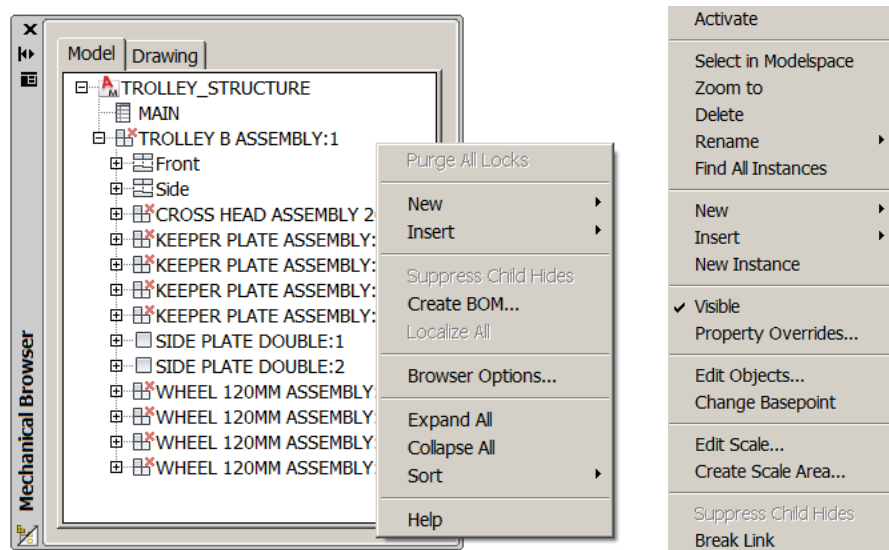 Model
Drawing
TROLLEY_STRUCTURE
MAIN
TROLLEY B ASSEMBLY:1
Front
Side
CROSS HEAD ASSEMBLY 2
KEEPER PLATE ASSEMBLY:
KEEPER PLATE ASSEMBLY:
KEEPER PLATE ASSEMBLY:
KEEPER PLATE ASSEMBLY:
SIDE PLATE DOUBLE:1
SIDE PLATE DOUBLE:2
WHEEL 120MM ASSEMBLY
WHEEL 120MM ASSEMBLY
WHEEL 120MM ASSEMBLY
WHEEL 120MM ASSEMBLY
Mechanical Browser
Purge All Locks
New
Insert
Suppress Child Hides
Create BOM...
Localize All
Browser Options...
Expand All
Collapse All
Sort
Help
Activate
Select in Modelspace
Zoom to
Delete
Rename
Find All Instances
New
Insert
New Instance
Visible
Property Overrides...
Edit Objects...
Change Basepoint
Edit Scale...
Create Scale Area...
Suppress Child Hides
Break Link